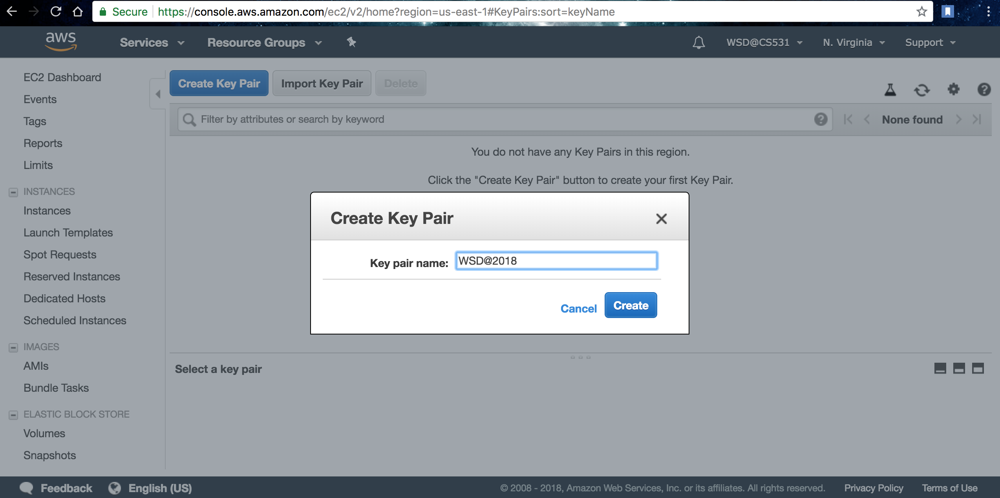 Secure https://console.aws.amazon.com/ec2/v2/home?region=us-east-1#KeyPairs:sort=keyName
aws Services Resource Groups WSD@CS531 N. Virginia Support
EC2 Dashboard
Events
Tags
Reports
Limits
INSTANCES
Instances
Launch Templates
Spot Requests
Reserved Instances
Dedicated Hosts
Scheduled Instances
IMAGES
AMIs
Bundle Tasks
ELASTIC BLOCK STORE
Volumes
Snapshots
Create Key Pair Import Key Pair Delete
Filter by attributes or search by keyword None found
You do not have any Key Pairs in this region.
Click the "Create Key Pair" button to create your first Key Pair.
Create Key Pair
Key pair name: WSD@2018
Cancel Create
Select a key pair
Feedback English (US) © 2008 - 2018, Amazon Web Services, Inc. or its affiliates. All rights reserved. Privacy Policy Terms of Use